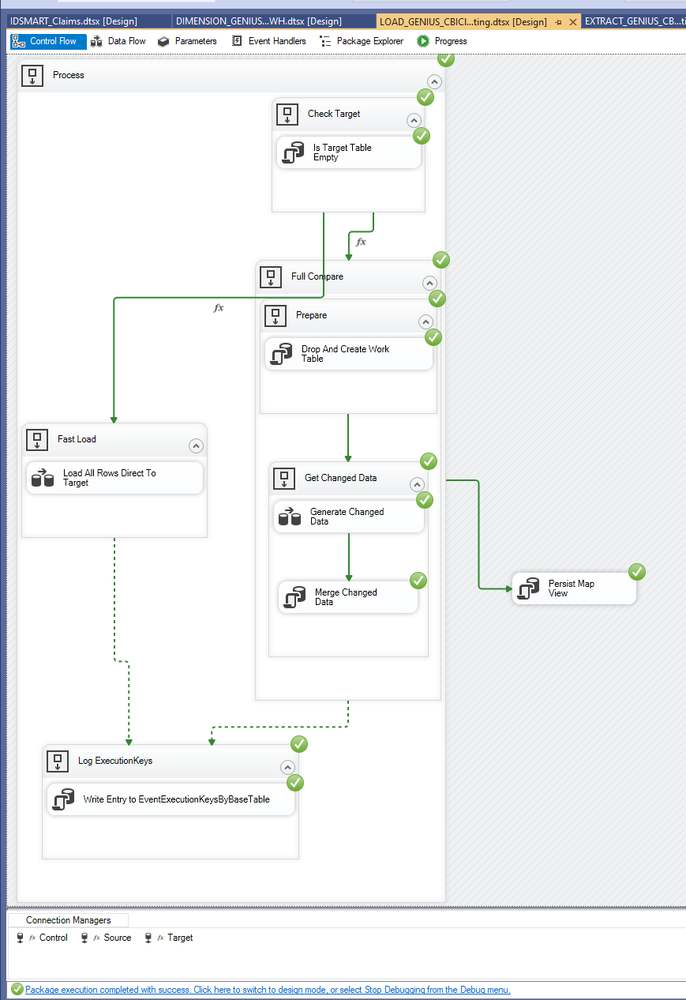 IDSMART_Claims.dtsx [Design]
DIMENSION_GENIUS...WH.dtsx [Design]
LOAD_GENIUS_CBICI...ting.dtsx [Design]
EXTRACT_GENIUS_CB...ti
Control Flow
Data Flow
Parameters
Event Handlers
Package Explorer
Progress
Process
Check Target
Is Target Table
Empty
fx
Full Compare
fx
Prepare
Drop And Create Work
Table
Fast Load
Load All Rows Direct To
Target
Get Changed Data
Generate Changed
Data
Persist Map
View
Merge Changed
Data
Log ExecutionKeys
Write Entry to EventExecutionKeysByBaseTable
Connection Managers
fx Control
fx Source
fx Target
Package execution completed with success. Click here to switch to design mode, or select Stop Debugging from the Debug menu.